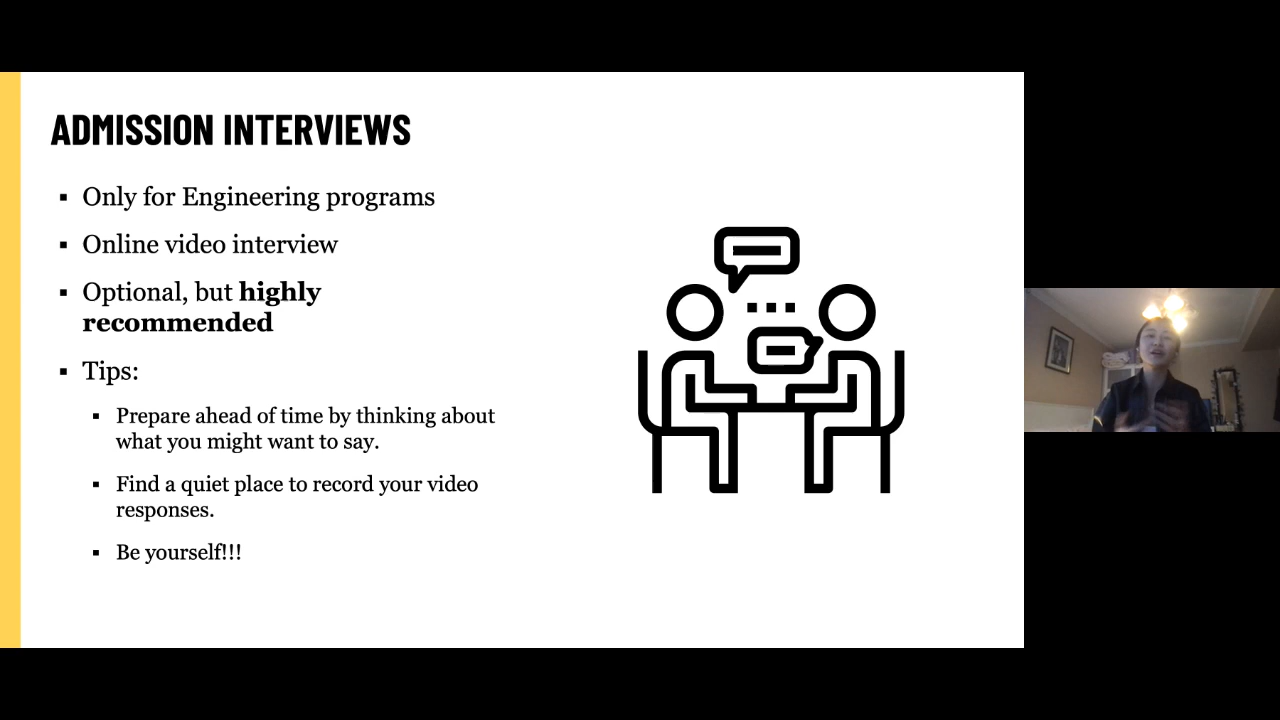 ADMISSION INTERVIEWS
▪ Only for Engineering programs
▪ Online video interview
▪ Optional, but highly
recommended
▪ Tips:
▪ Prepare ahead of time by thinking about
what you might want to say.
▪ Find a quiet place to record your video
responses.
▪ Be yourself!!!